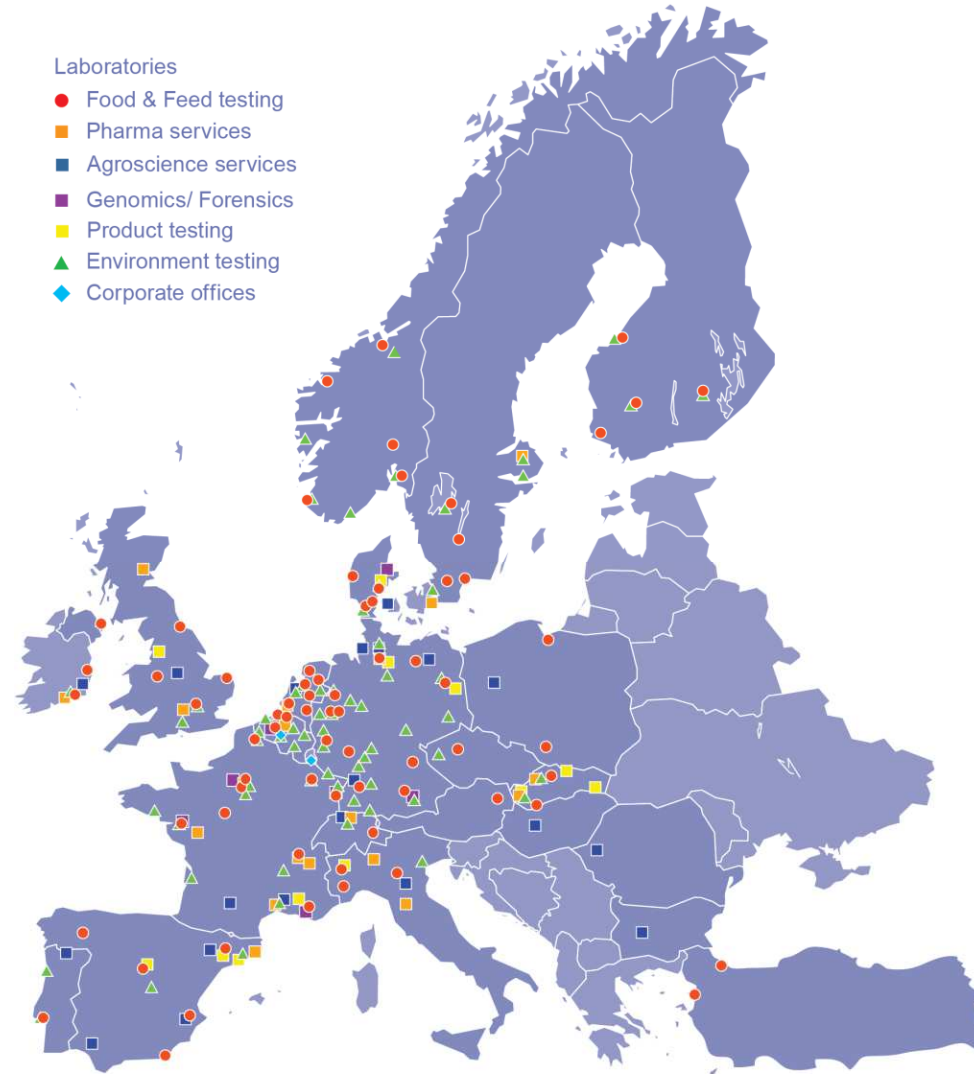 Laboratories
Food & Feed testing
Pharma services
Agroscience services
Genomics/ Forensics
Product testing
Environment testing
Corporate offices